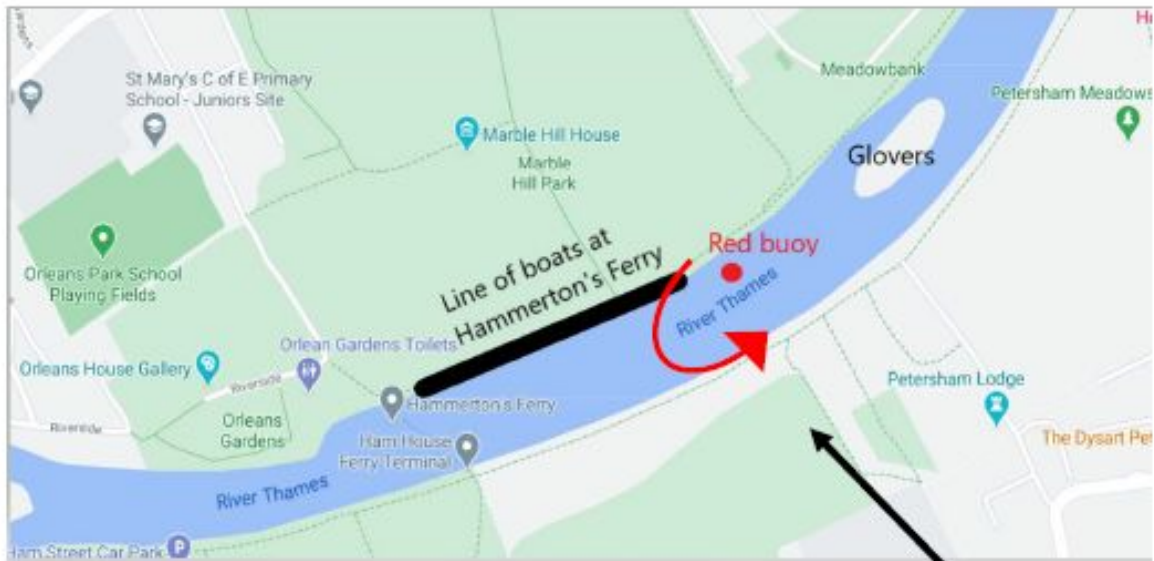 St Mary's C of E Primary
School - Juniors Site
Marble Hill House
Marble
Hill Park
Meadowbank
Petersham Meadows
Glovers
Orleans Park School
Playing Fields
Line of boats at
Hammerton's Ferry
Red buoy
River Thames
Orlean Gardens Toilets
Orleans House Gallery
Riverside
Riverside
Orleans
Gardens
Hammerton's Ferry
Ham House
Ferry Terminal
Petersham Lodge
The Dysart Pet
River Thames
Ham Street Car Park